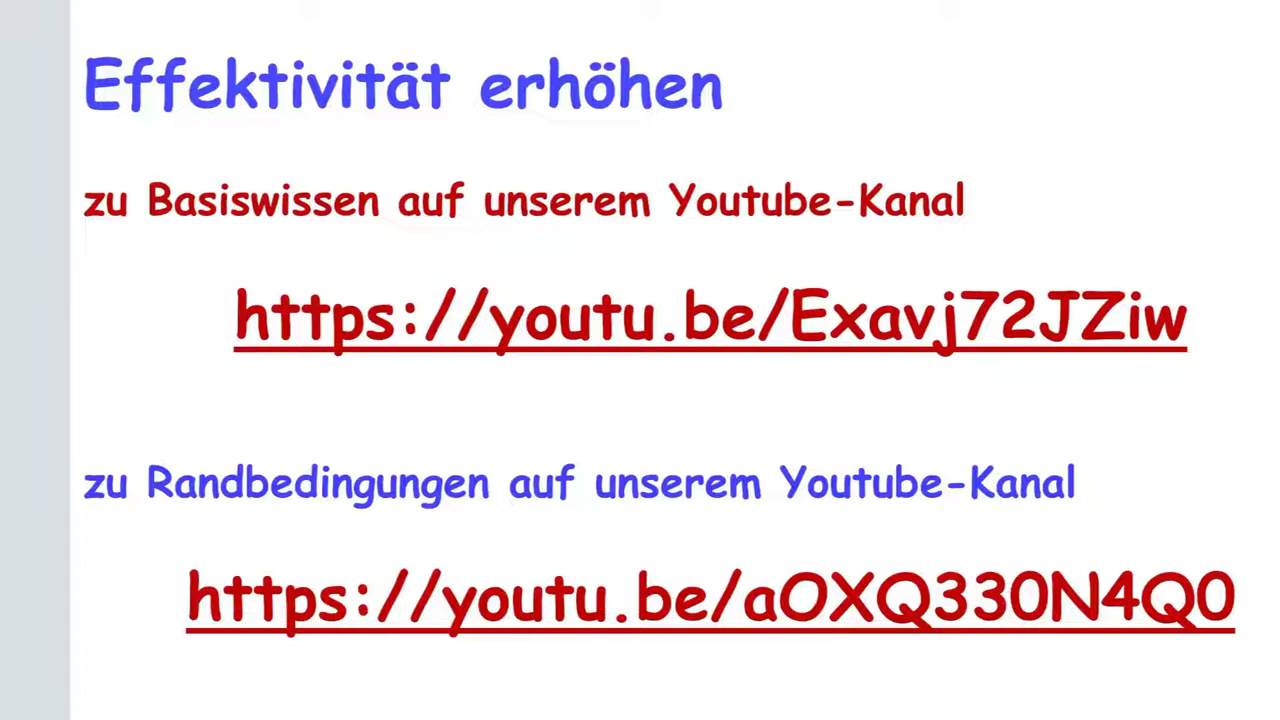 Effektivität erhöhen
zu Basiswissen auf unserem Youtube-Kanal
https://youtu.be/Exavj72JZiw
zu Randbedingungen auf unserem Youtube-Kanal
https://youtu.be/aOXQ330N4Q0